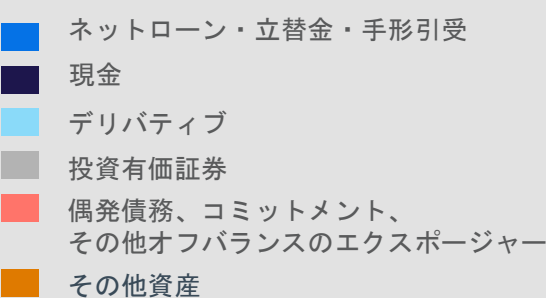 ネットローン・立替金・手形引受
現金
デリバティブ
投資有価証券
偶発債務、コミットメント、
その他オフバランスのエクスポージャー
その他資産